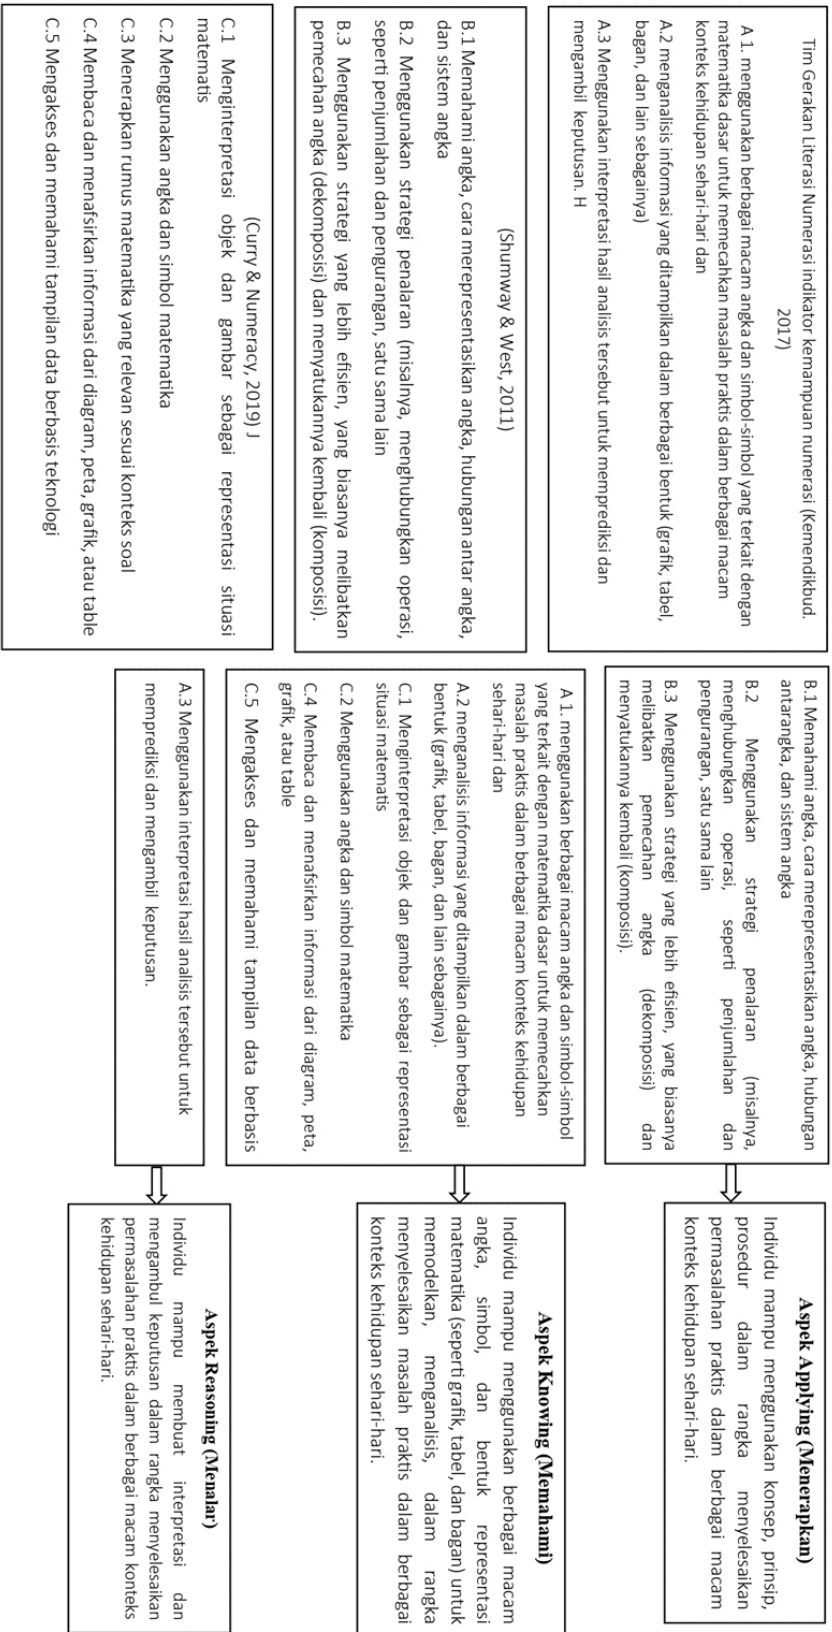 Tim Gerakan Literasi Numerasi indikator kemampuan numerasi (Kemendikbud.
2017)
A 1. menggunakan berbagai macam angka dan simbol-simbol yang terkait dengan
matematika dasar untuk memecahkan masalah praktis dalam berbagai macam
konteks kehidupan sehari-hari dan
A.2 menganalisis informasi yang ditampilkan dalam berbagai bentuk (grafik, tabel,
bagan, dan lain sebagainya)
A.3 Menggunakan interpretasi hasil analisis tersebut untuk memprediksi dan
mengambil keputusan. H
(Shumway & West, 2011)
B.1 Memahami angka, cara merepresentasikan angka, hubungan antar angka,
dan sistem angka
B.2 Menggunakan strategi penalaran (misalnya, menghubungkan operasi,
seperti penjumlahan dan pengurangan, satu sama lain
B.3 Menggunakan strategi yang lebih efisien, yang biasanya melibatkan
pemecahan angka (dekomposisi) dan menyatukannya kembali (komposisi).
(Curry & Numeracy, 2019) J
C.1 Menginterpretasi objek dan gambar sebagai representasi situasi
matematis
C.2 Menggunakan angka dan simbol matematika
C.3 Menerapkan rumus matematika yang relevan sesuai konteks soal
C.4 Membaca dan menafsirkan informasi dari diagram, peta, grafik, atau table
C.5 Mengakses dan memahami tampilan data berbasis teknologi
B.1 Memahami angka, cara merepresentasikan angka, hubungan
antarangka, dan sistem angka
B.2 Menggunakan strategi penalaran (misalnya,
menghubungkan operasi, seperti penjumlahan dan
pengurangan, satu sama lain
B.3 Menggunakan strategi yang lebih efisien, yang biasanya
melibatkan pemecahan angka (dekomposisi) dan
menyatukannya kembali (komposisi).
A 1. menggunakan berbagai macam angka dan simbol-simbol
yang terkait dengan matematika dasar untuk memecahkan
masalah praktis dalam berbagai macam konteks kehidupan
sehari-hari dan
A.2 menganalisis informasi yang ditampilkan dalam berbagai
bentuk (grafik, tabel, bagan, dan lain sebagainya).
C.1 Menginterpretasi objek dan gambar sebagai representasi
situasi matematis
C.2 Menggunakan angka dan simbol matematika
C.4 Membaca dan menafsirkan informasi dari diagram, peta,
grafik, atau table
C.5 Mengakses dan memahami tampilan data berbasis
A.3 Menggunakan interpretasi hasil analisis tersebut untuk
memprediksi dan mengambil keputusan.
Aspek Applying (Menerapkan)
Individu mampu menggunakan konsep, prinsip,
prosedur dalam rangka menyelesaikan
permasalahan praktis dalam berbagai macam
konteks kehidupan sehari-hari.
Aspek Knowing (Memahami)
Individu mampu menggunakan berbagai macam
angka, simbol, dan bentuk representasi
matematika (seperti grafik, tabel, dan bagan) untuk
memodelkan, menganalisis, dalam rangka
menyelesaikan masalah praktis dalam berbagai
konteks kehidupan sehari-hari.
Aspek Reasoning (Menalar)
Individu mampu membuat interpretasi dan
mengambul keputusan dalam rangka menyelesaikan
permasalahan praktis dalam berbagai macam konteks
kehidupan sehari-hari.